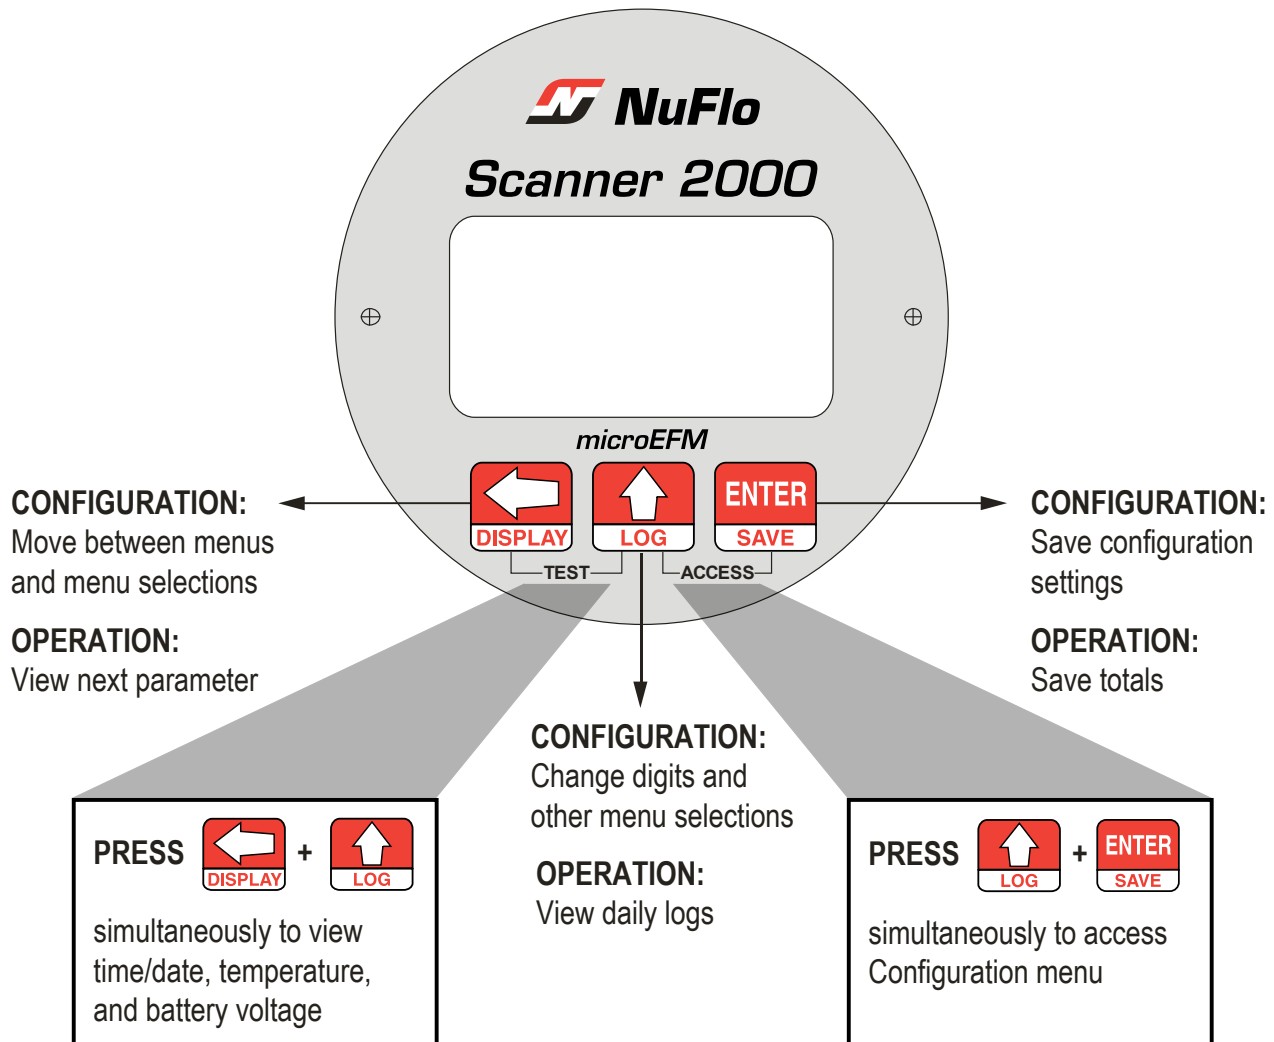 NuFlo
Scanner 2000
microEFM
DISPLAY
LOG
ENTER
SAVE
TEST
ACCESS
CONFIGURATION:
Move between menus
and menu selections
OPERATION:
View next parameter
CONFIGURATION:
Save configuration
settings
OPERATION:
Save totals
CONFIGURATION:
Change digits and
other menu selections
OPERATION:
View daily logs
PRESS DISPLAY + LOG
simultaneously to view
time/date, temperature,
and battery voltage
PRESS LOG + ENTER SAVE
simultaneously to access
Configuration menu